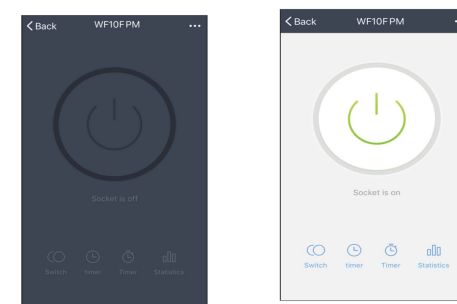 Back WF10FPM ...
Socket is off
Switch timer Timer Statistics
Back WF10FPM
Socket is on
Switch timer Timer Statistics